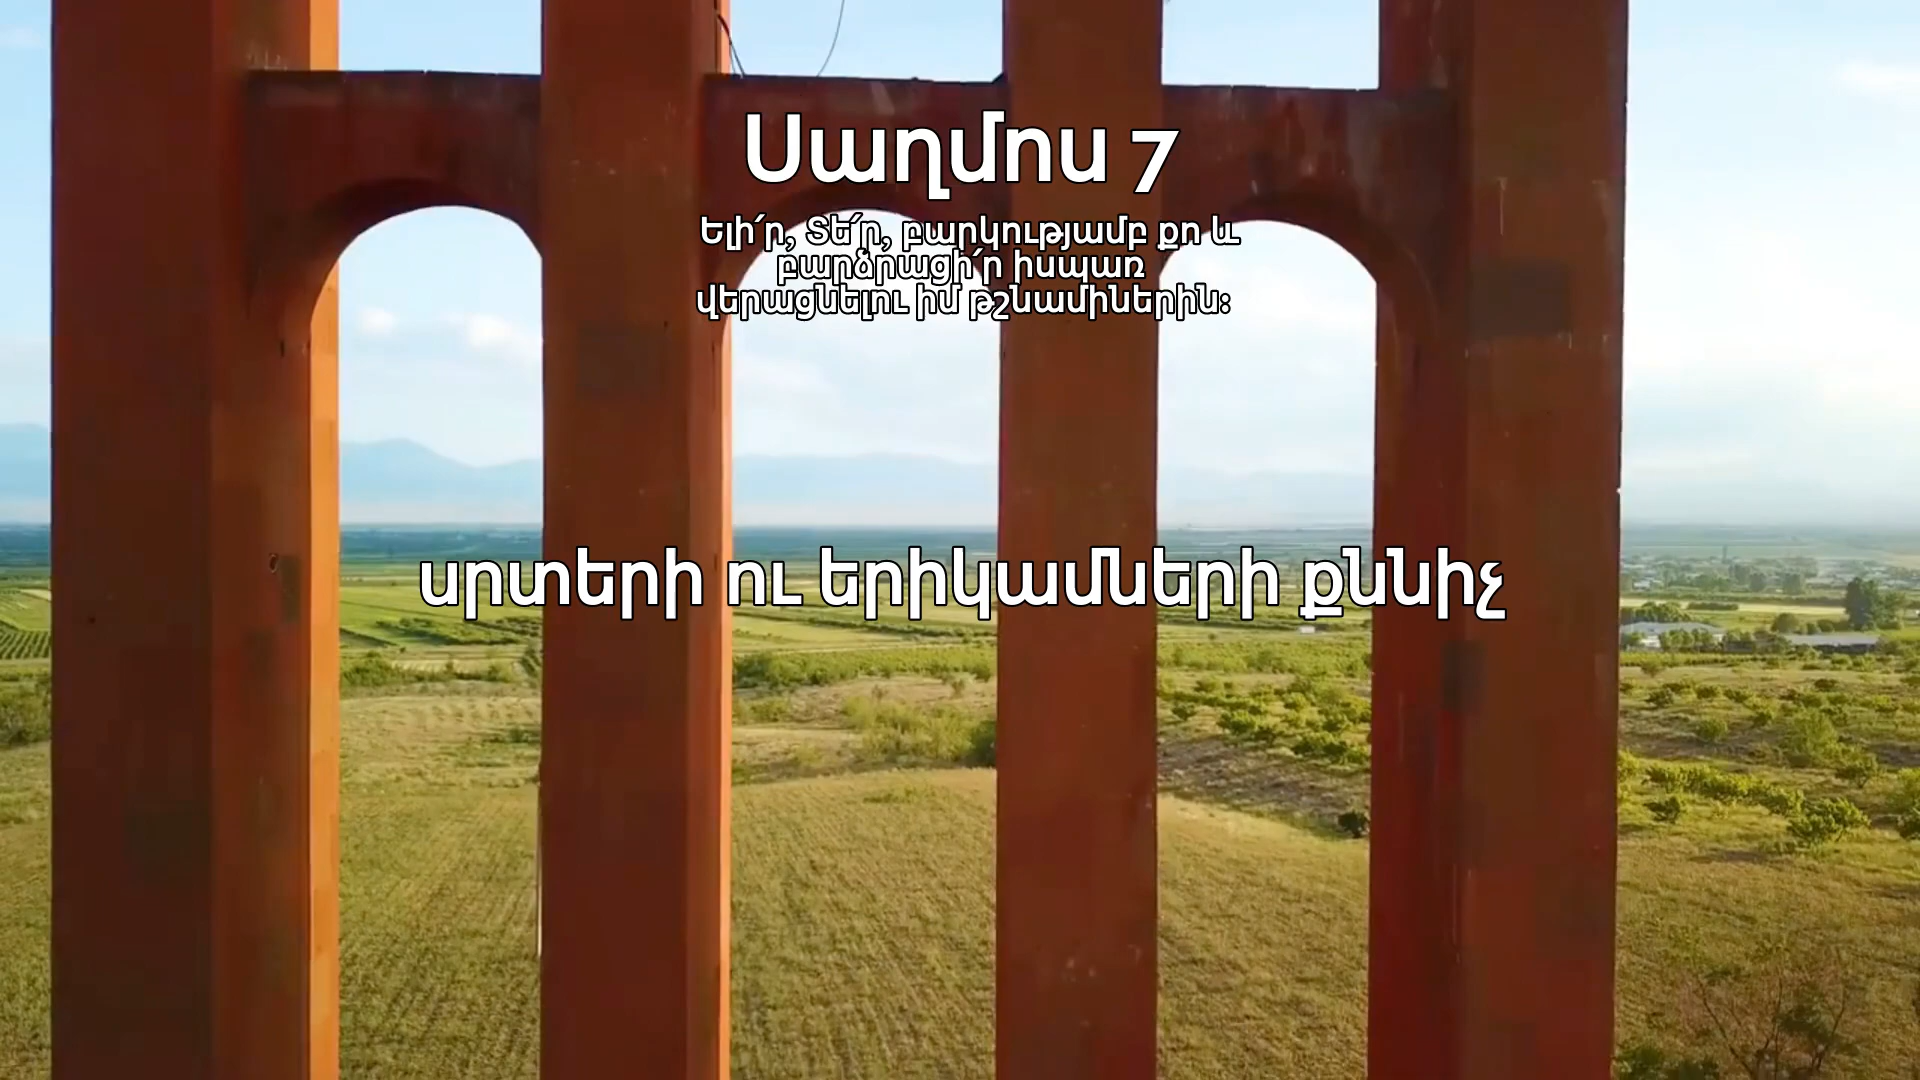 Սաղմոս 7
Ելի՛ր, Տե՛ր, բարկությամբ քո և
բարձրացի՛ր իսպառ
վերացնելու իմ թշնամիներին։
սրտերի ու երիկամների քննիչ